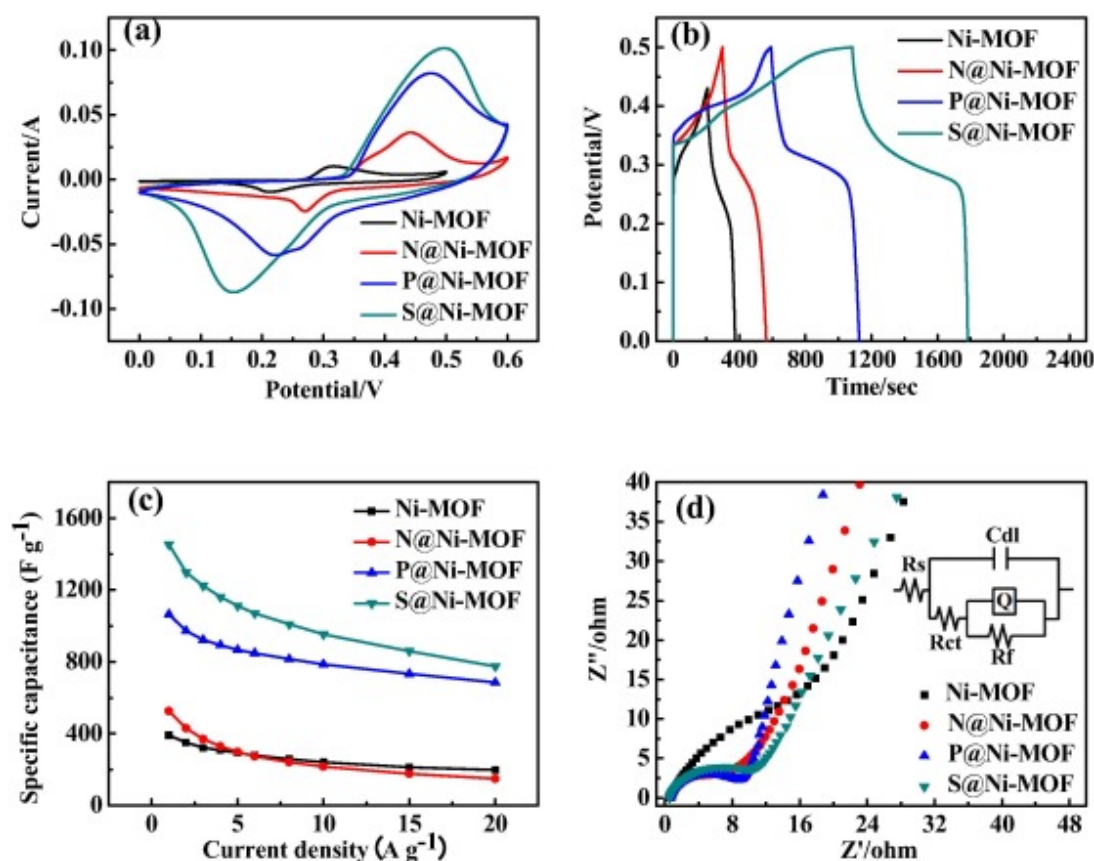 (a)
0.10
0.05
0.00
-0.05
-0.10
Current/A
Ni-MOF
N@Ni-MOF
P@Ni-MOF
S@Ni-MOF
0.0 0.1 0.2 0.3 0.4 0.5 0.6
Potential/V
(b)
0.5
0.4
0.3
0.2
0.1
0.0
Potential/V
Ni-MOF
N@Ni-MOF
P@Ni-MOF
S@Ni-MOF
0 400 800 1200 1600 2000 2400
Time/sec
(c)
1600
1200
800
400
0
Specific capacitance (F g-1)
Ni-MOF
N@Ni-MOF
P@Ni-MOF
S@Ni-MOF
0 5 10 15 20
Current density (A g-1)
(d)
40
35
30
25
20
15
10
5
0
Z''/ohm
Cdl
Rs
Q
Rct
Rf
Ni-MOF
N@Ni-MOF
P@Ni-MOF
S@Ni-MOF
0 8 16 24 32 40 48
Z'/ohm